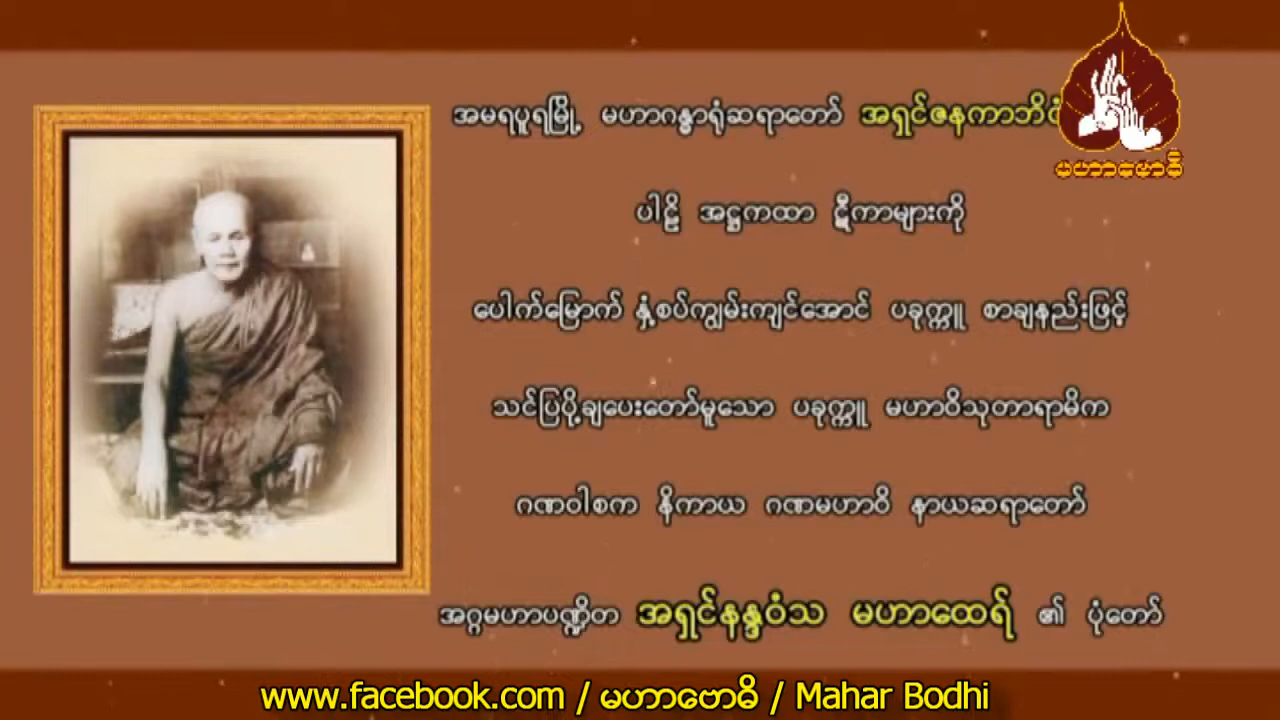 အမရပူရမြို့ မဟာဂန္ဓာရုံဆရာတော် အရှင်ဇနကာဘိဝံ
မဟာဗောဓိ
ပါဠိ အဋ္ဌကထာ ဋီကာများကို
ပေါက်မြောက် နှံ့စပ်ကျွမ်းကျင်အောင် ပခုက္ကူ စာချနည်းဖြင့်
သင်ပြပို့ချပေးတော်မူသော ပခုက္ကူ မဟာဝိသုတာရာမိက
ဂဏဝါစက နိကာယ ဂဏမဟာဝိ နာယဆရာတော်
အဂ္ဂမဟာပဏ္ဍိတ အရှင်နန္ဒဝံသ မဟာထေရ် ၏ ပုံတော်
www.facebook.com / မဟာဗောဓိ / Mahar Bodhi